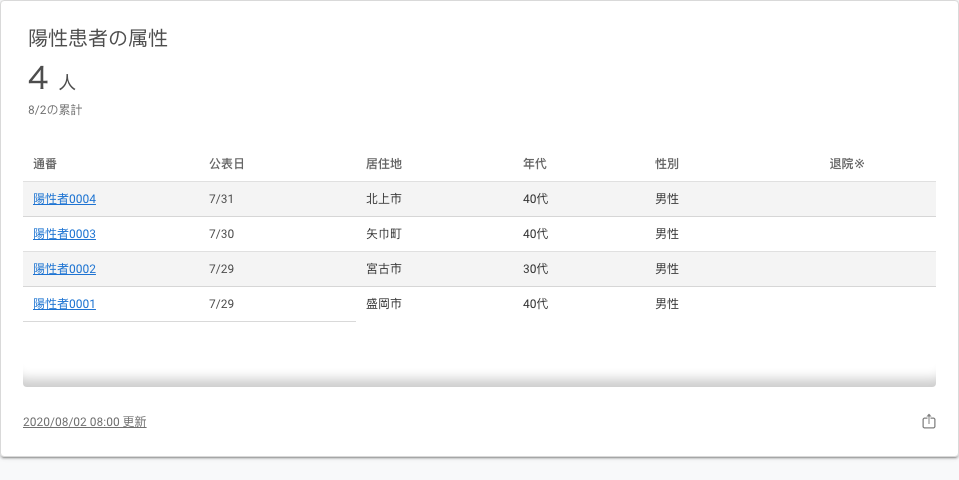 陽性患者の属性
4 人
8/2の累計
通番 公表日 居住地 年代 性別 退院※
陽性者0004 7/31 北上市 40代 男性
陽性者0003 7/30 矢巾町 40代 男性
陽性者0002 7/29 宮古市 30代 男性
陽性者0001 7/29 盛岡市 40代 男性
2020/08/02 08:00 更新